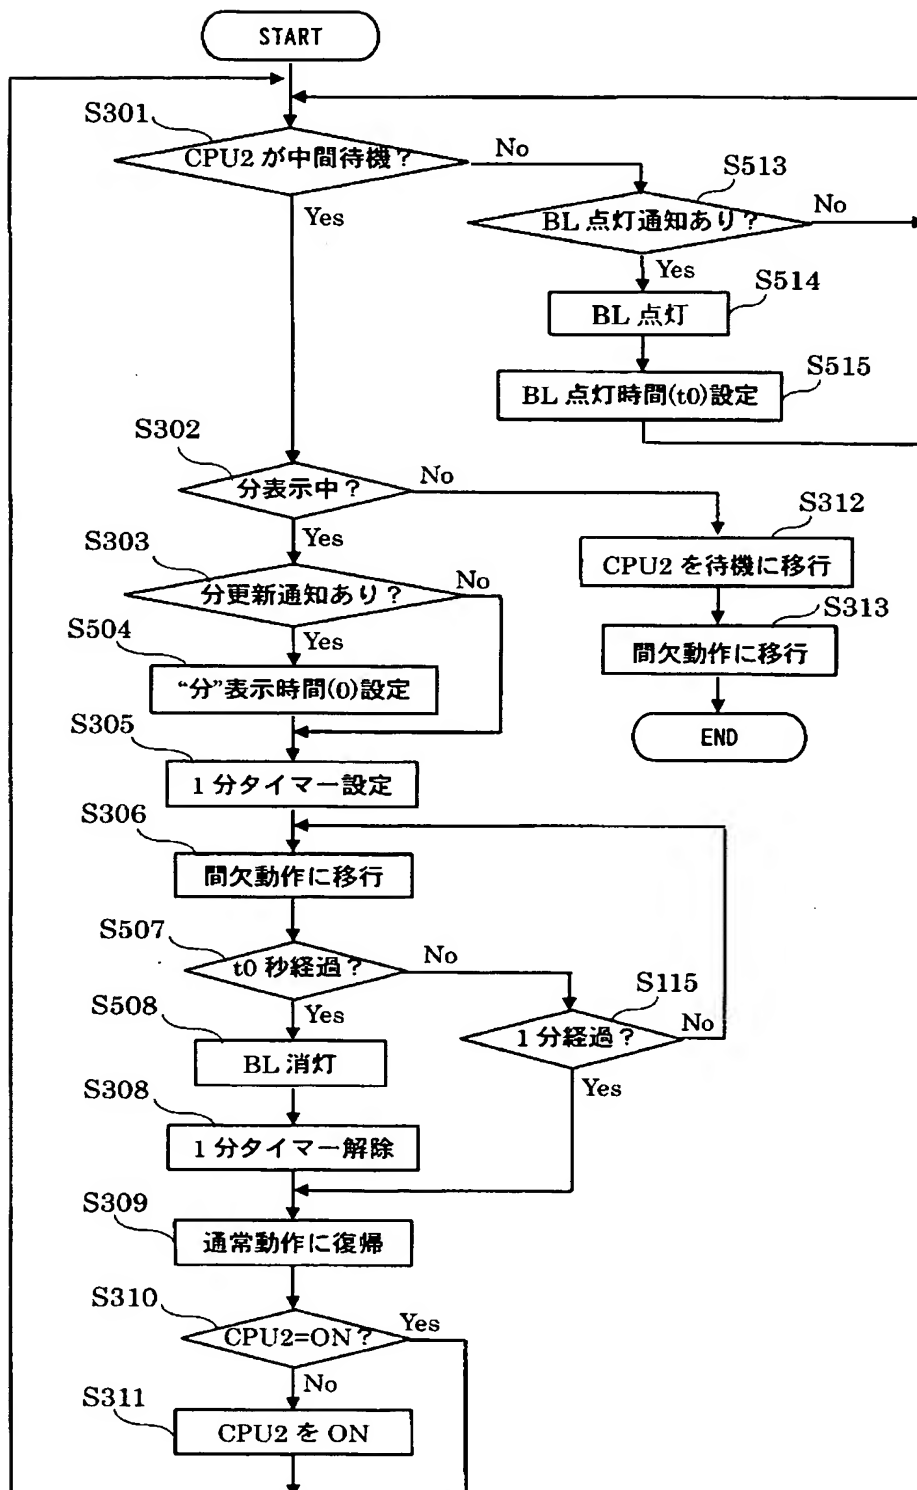 START
S301
CPU2 が中間待機？
No
Yes
S513
BL 点灯通知あり？
No
Yes
S514
BL 点灯
S515
BL 点灯時間(t0)設定
S302
分表示中？
No
Yes
S312
CPU2 を待機に移行
S313
間欠動作に移行
END
S303
分更新通知あり？
No
Yes
S504
“分”表示時間(0)設定
S305
1 分タイマー設定
S306
間欠動作に移行
S507
t0 秒経過？
No
Yes
S115
1 分経過？
No
Yes
S508
BL 消灯
S308
1 分タイマー解除
S309
通常動作に復帰
S310
CPU2=ON？
Yes
No
S311
CPU2 を ON